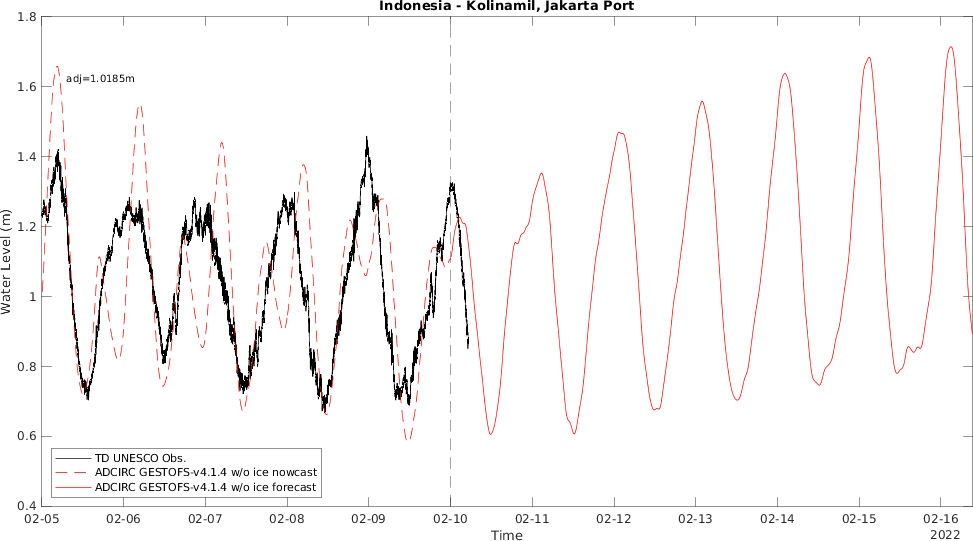 Indonesia - Kolinamil, Jakarta Port
1.8
1.6
1.4
1.2
1
0.8
0.6
0.4
Water Level (m)
adj=1.0185m
TD UNESCO Obs.
ADCIRC GESTOFS-v4.1.4 w/o ice nowcast
ADCIRC GESTOFS-v4.1.4 w/o ice forecast
02-05 02-06 02-07 02-08 02-09 02-10 02-11 02-12 02-13 02-14 02-15 02-16
Time
2022